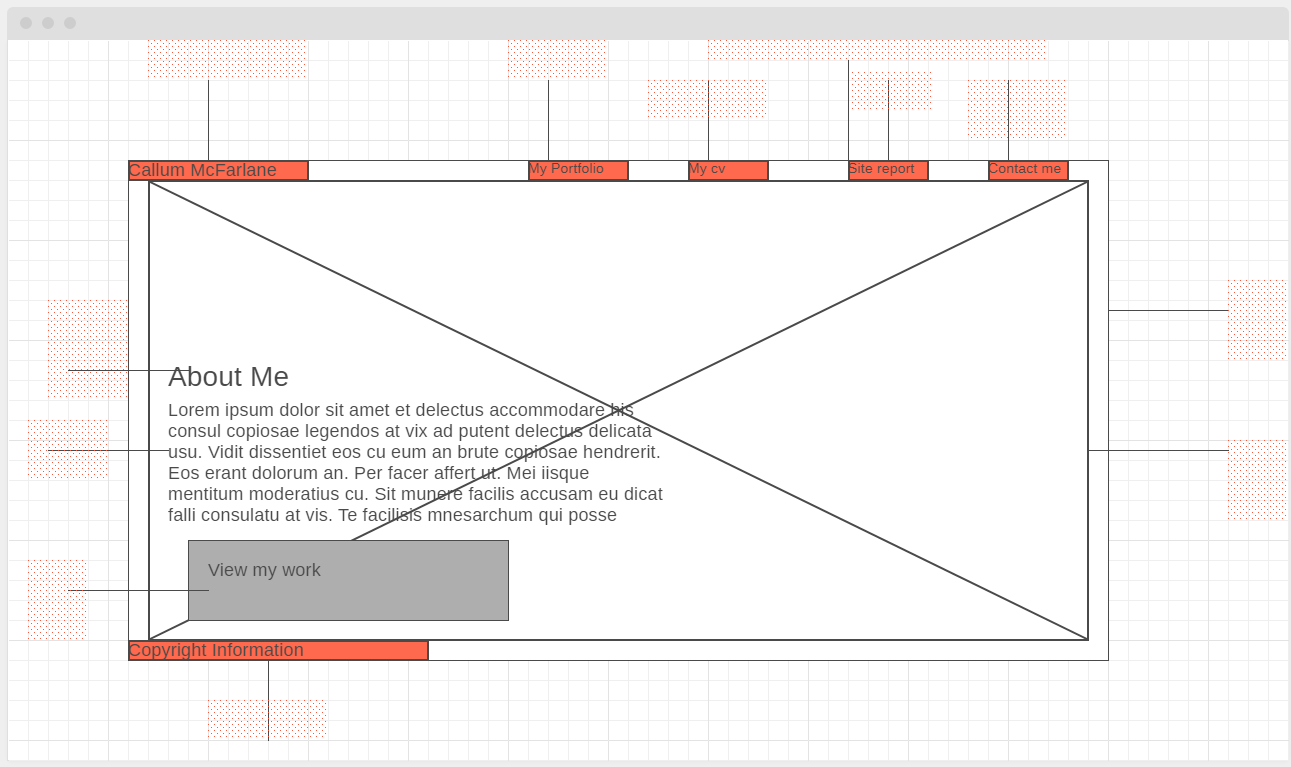 Callum McFarlane
My Portfolio
My cv
Site report
Contact me
About Me
Lorem ipsum dolor sit amet et delectus accommodare his
consul copiosae legendos at vix ad putent delectus delicata
usu. Vidit dissentiet eos cu eum an brute copiosae hendrerit.
Eos erant dolorum an. Per facer affert ut. Mei iisque
mentitum moderatius cu. Sit munere facilis accusam eu dicat
falli consulatu at vis. Te facilisis mnesarchum qui posse
View my work
Copyright Information